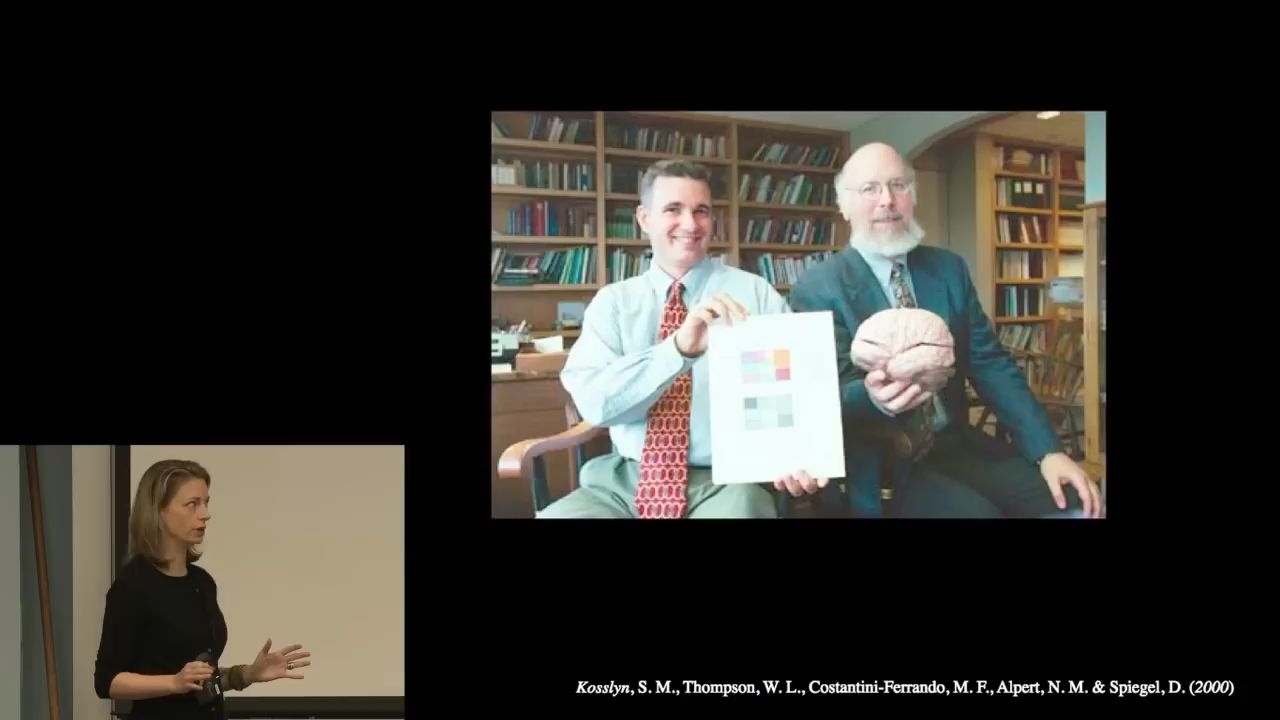 Kosslyn, S. M., Thompson, W. L., Costantini-Ferrando, M. F., Alpert, N. M. & Spiegel, D. (2000)